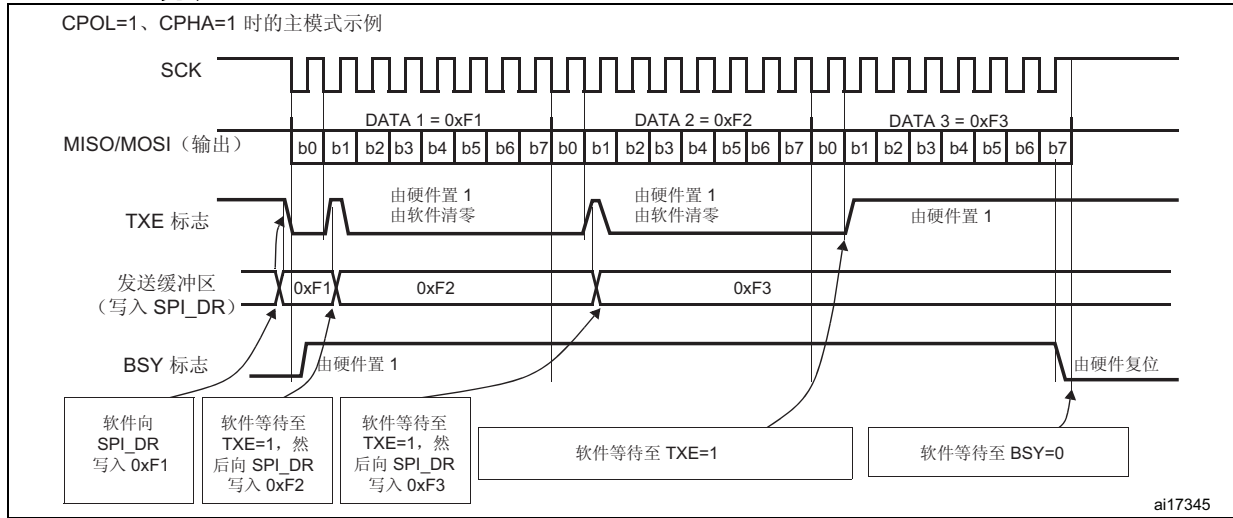 CPOL=1、CPHA=1 时的主模式示例
SCK
DATA 1 = 0xF1
DATA 2 = 0xF2
DATA 3 = 0xF3
MISO/MOSI（输出）
b0 b1 b2 b3 b4 b5 b6 b7 b0 b1 b2 b3 b4 b5 b6 b7 b0 b1 b2 b3 b4 b5 b6 b7
TXE 标志
由硬件置 1
由软件清零
由硬件置 1
由软件清零
由硬件置 1
发送缓冲区
（写入 SPI_DR）
0xF1
0xF2
0xF3
BSY 标志
由硬件置 1
由硬件复位
软件向
SPI_DR
写入 0xF1
软件等待至
TXE=1，然
后向 SPI_DR
写入 0xF2
软件等待至
TXE=1，然
后向 SPI_DR
写入 0xF3
软件等待至 TXE=1
软件等待至 BSY=0
ai17345